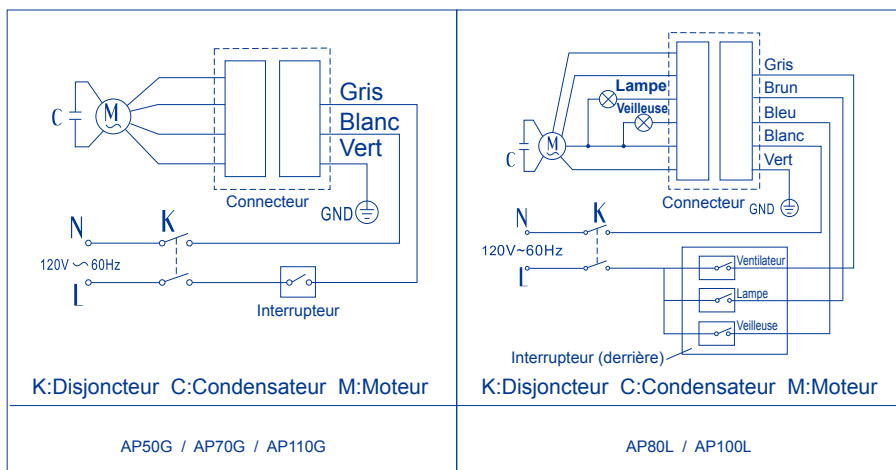 Gris
Blanc
Vert
C
M
Connecteur
GND
N
K
120V ~ 60Hz
L
Interrupteur
K:Disjoncteur C:Condensateur M:Moteur
AP50G / AP70G / AP110G
Gris
Brun
Bleu
Blanc
Vert
Lampe
Veilleuse
C
M
Connecteur
GND
N
K
120V~60Hz
L
Ventilateur
Lampe
Veilleuse
Interrupteur (derrière)
K:Disjoncteur C:Condensateur M:Moteur
AP80L / AP100L